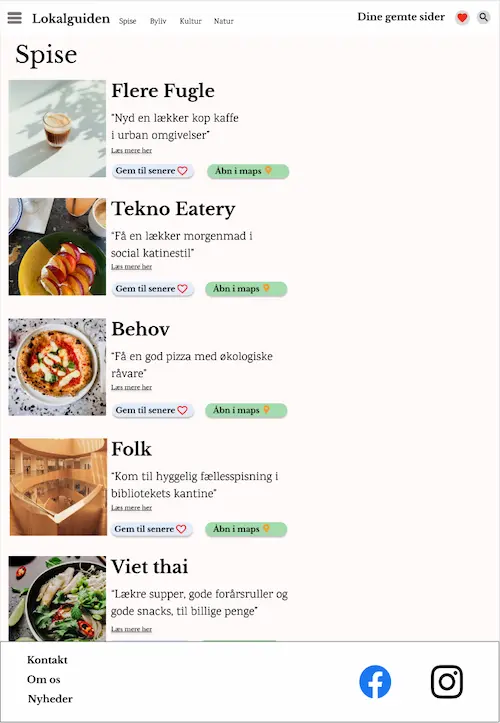 Lokalguiden Spise Byliv Kultur Natur Dine gemte sider
Spise
Flere Fugle
"Nyd en lækker kop kaffe
i urban omgivelser"
Læs mere her
Gem til senere Åbn i maps
Tekno Eatery
"Få en lækker morgenmad i
social katinestil"
Læs mere her
Gem til senere Åbn i maps
Behov
"Få en god pizza med økologiske
råvare"
Læs mere her
Gem til senere Åbn i maps
Folk
"Kom til hyggelig fællesspisning i
bibliotekets kantine"
Læs mere her
Gem til senere Åbn i maps
Viet thai
"Lækre supper, gode forårsruller og
gode snacks, til billige penge"
Læs mere her
Kontakt
Om os
Nyheder